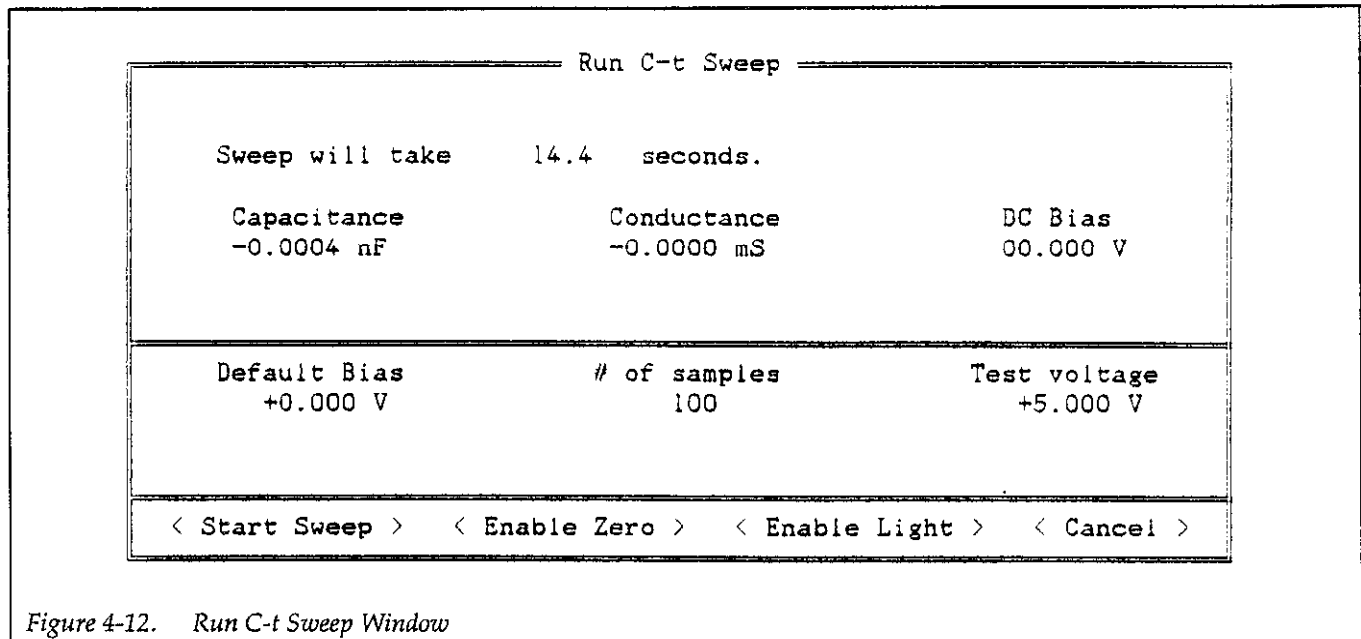 Run C-t Sweep
Sweep will take 14.4 seconds.
Capacitance Conductance DC Bias
-0.0004 nF -0.0000 mS 00.000 V
Default Bias # of samples Test voltage
+0.000 V 100 +5.000 V
< Start Sweep > < Enable Zero > < Enable Light > < Cancel >
Figure 4-12. Run C-t Sweep Window